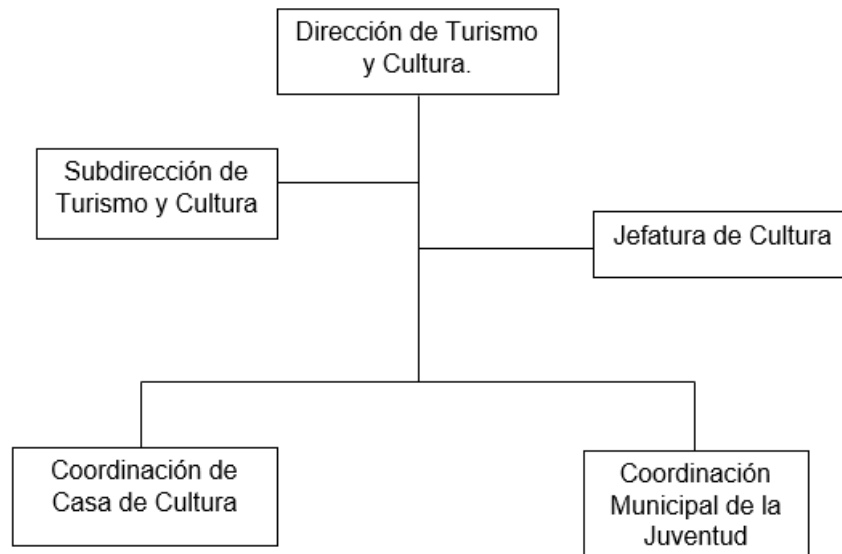 Dirección de Turismo
y Cultura.
Subdirección de
Turismo y Cultura
Jefatura de Cultura
Coordinación de
Casa de Cultura
Coordinación
Municipal de la
Juventud